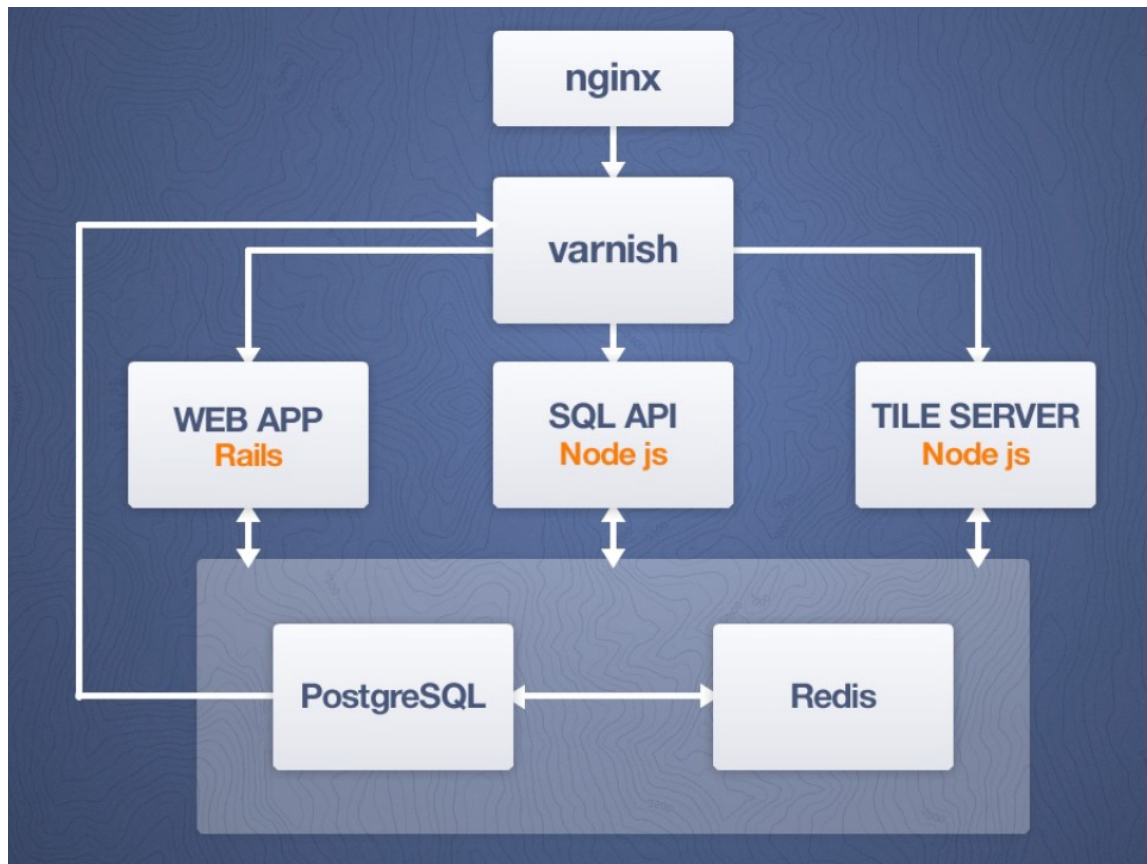 nginx
varnish
WEB APP
Rails
SQL API
Node js
TILE SERVER
Node js
PostgreSQL
Redis